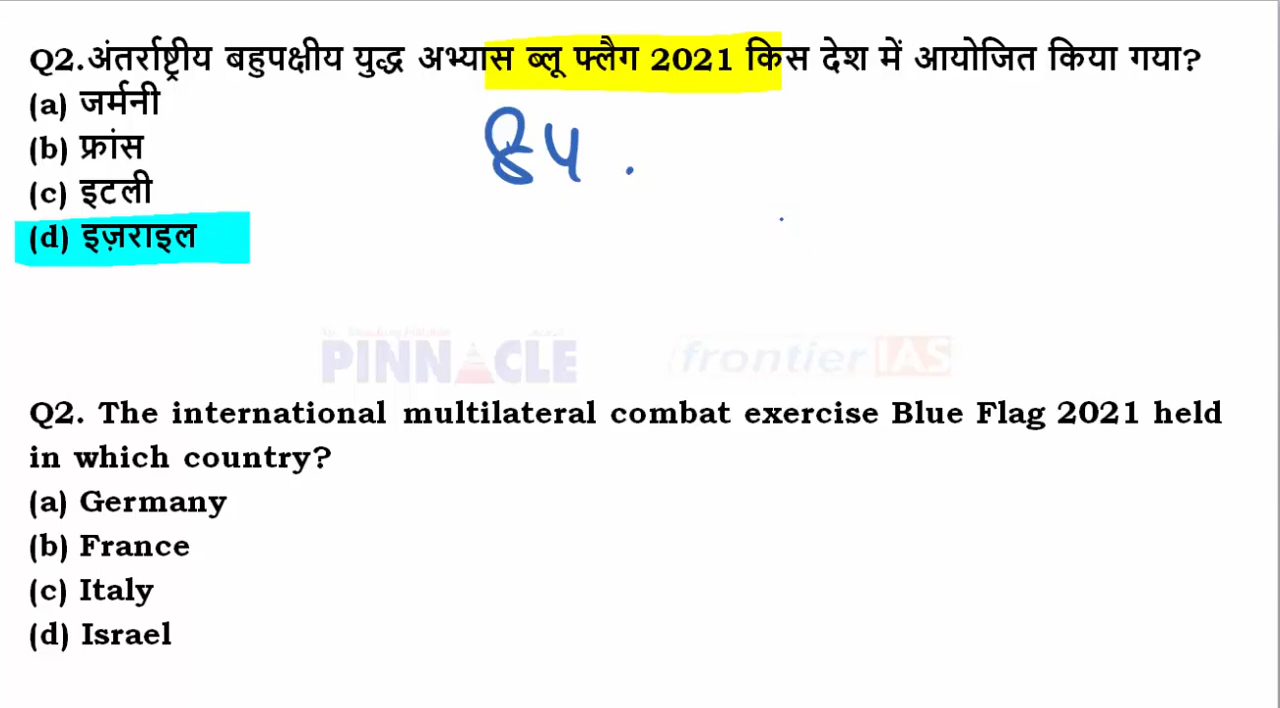 Q2.अंतर्राष्ट्रीय बहुपक्षीय युद्ध अभ्यास ब्लू फ्लैग 2021 किस देश में आयोजित किया गया?
(a) जर्मनी
(b) फ्रांस
(c) इटली
(d) इज़राइल
84 .
PINNACLE
frontier IAS
Q2. The international multilateral combat exercise Blue Flag 2021 held
in which country?
(a) Germany
(b) France
(c) Italy
(d) Israel